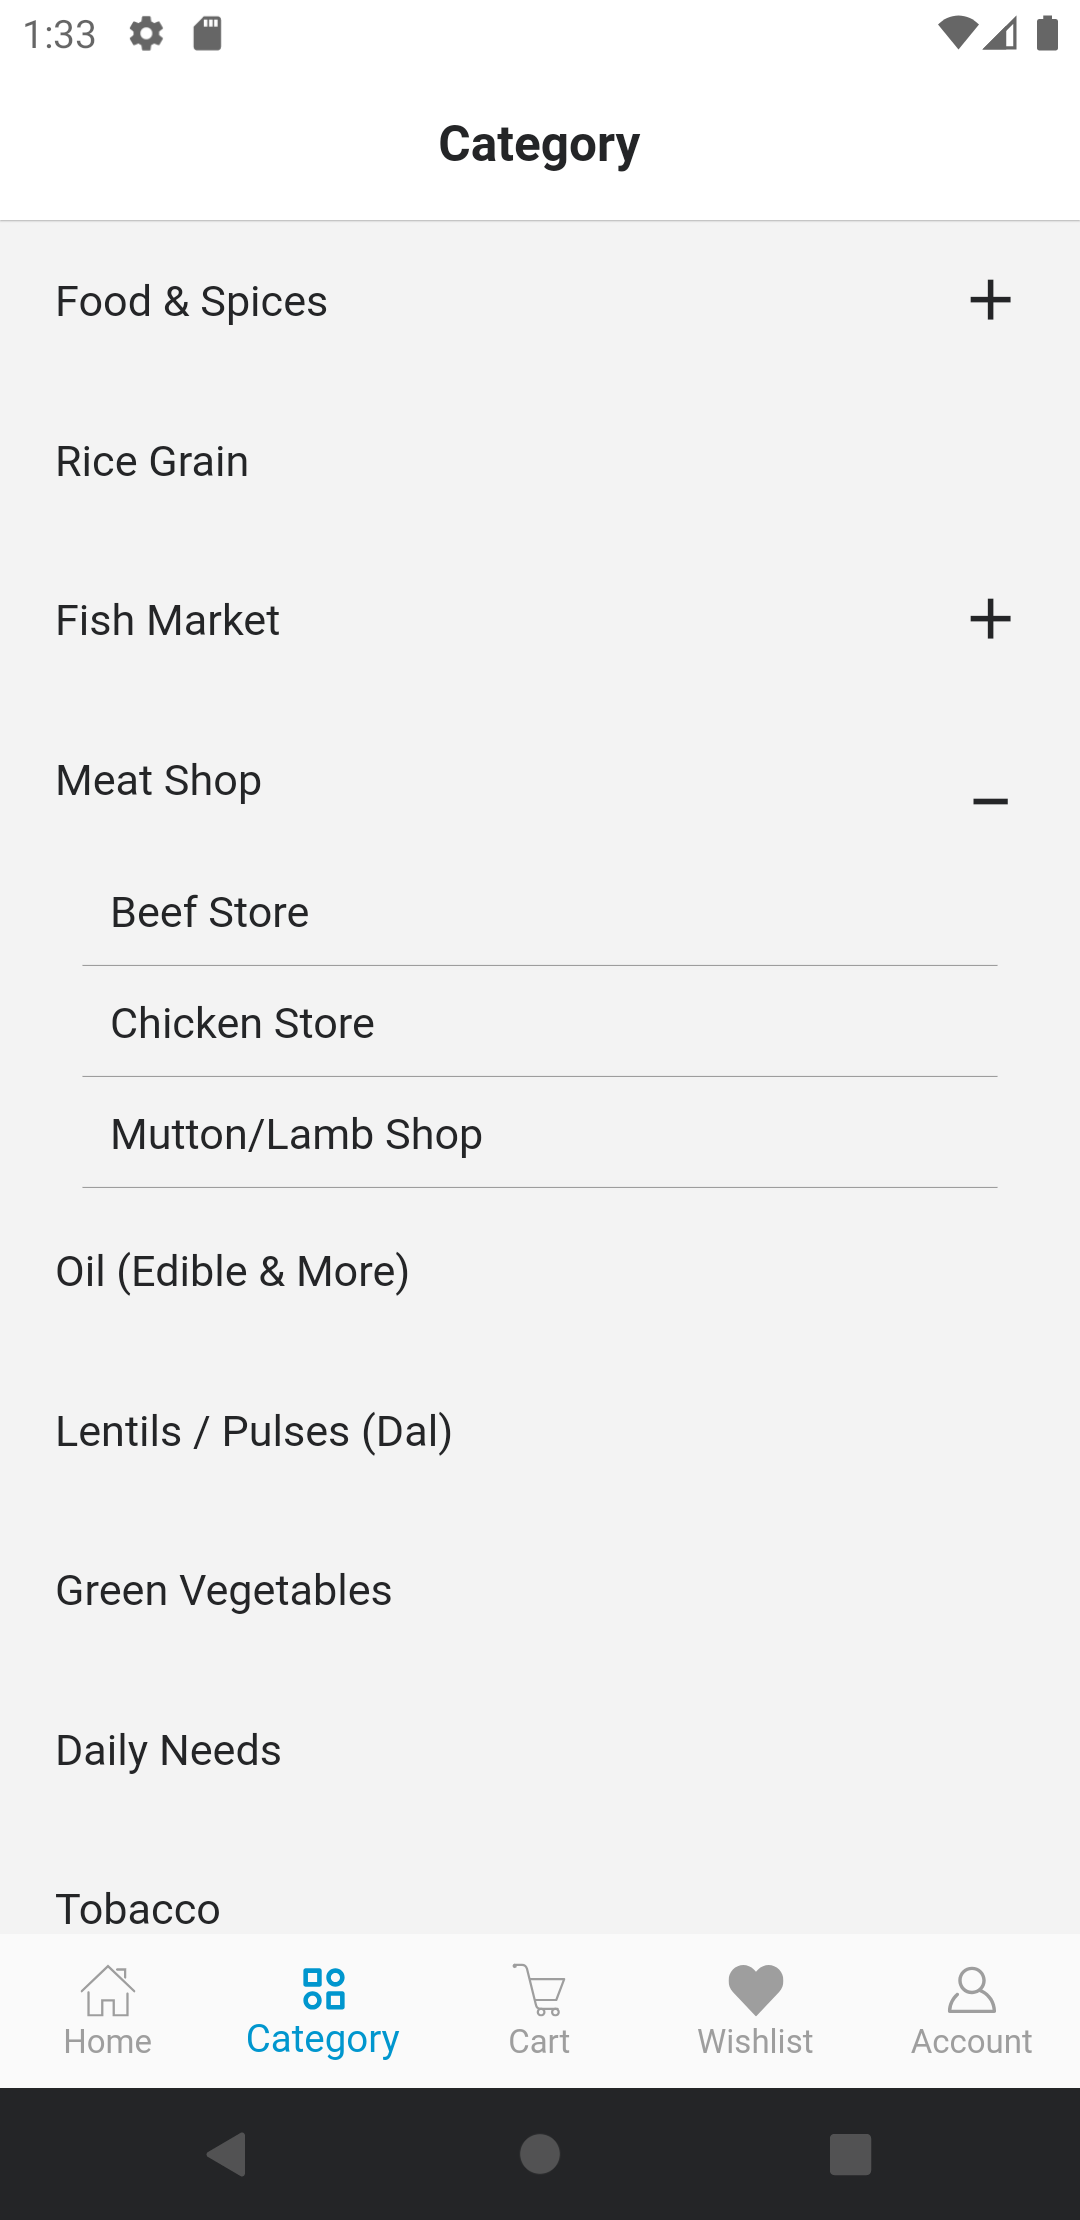 1:33
Category
Food & Spices
Rice Grain
Fish Market
Meat Shop
Beef Store
Chicken Store
Mutton/Lamb Shop
Oil (Edible & More)
Lentils / Pulses (Dal)
Green Vegetables
Daily Needs
Tobacco
Home Category Cart Wishlist Account